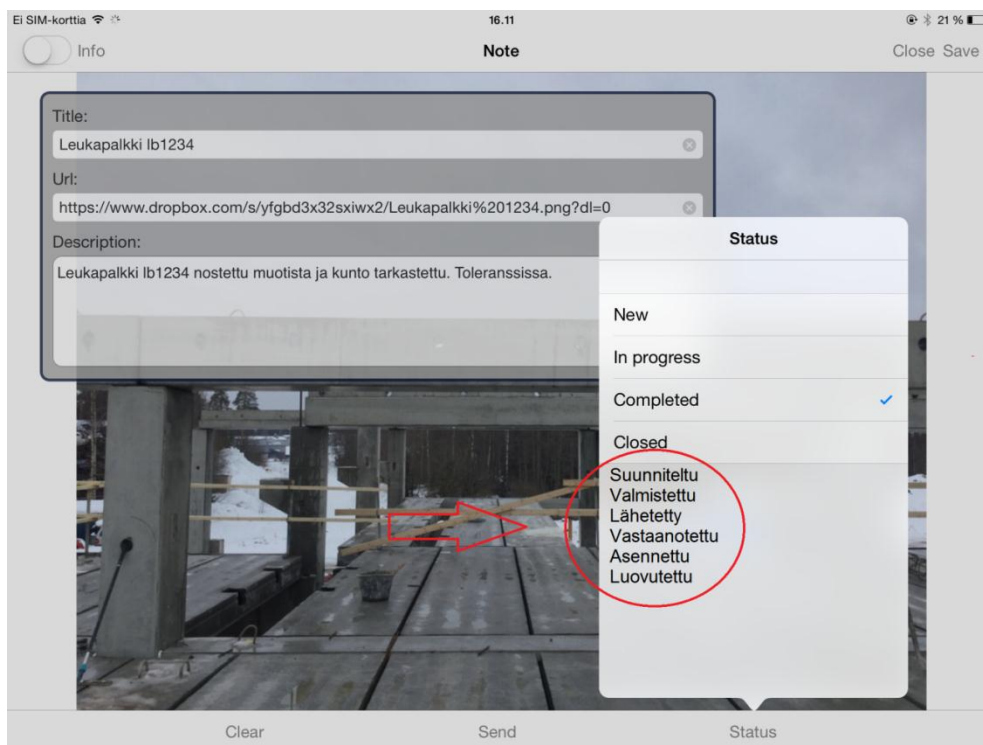 Ei SIM-korttia
16.11
21 %
Info
Note
Close Save
Title:
Leukapalkki lb1234
Url:
https://www.dropbox.com/s/yfgbd3x32sxiwx2/Leukapalkki%201234.png?dl=0
Description:
Leukapalkki lb1234 nostettu muotista ja kunto tarkastettu. Toleranssissa.
Status
New
In progress
Completed
Closed
Suunniteltu
Valmistettu
Lähetetty
Vastaanotettu
Asennettu
Luovutettu
Clear
Send
Status